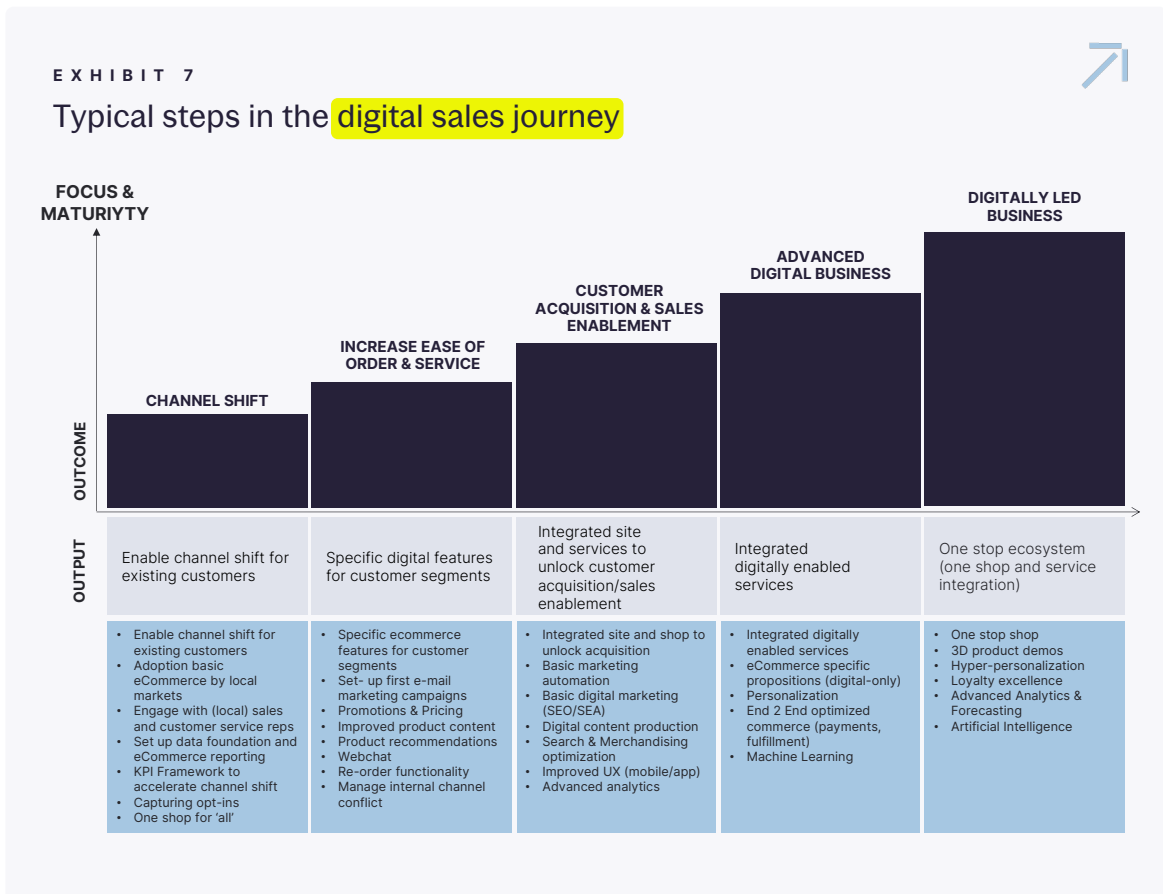 EXHIBIT 7
Typical steps in the digital sales journey
FOCUS &
MATURIYTY
OUTCOME
CHANNEL SHIFT
INCREASE EASE OF
ORDER & SERVICE
CUSTOMER
ACQUISITION & SALES
ENABLEMENT
ADVANCED
DIGITAL BUSINESS
DIGITALLY LED
BUSINESS
OUTPUT
Enable channel shift for
existing customers
Specific digital features
for customer segments
Integrated site
and services to
unlock customer
acquisition/sales
enablement
Integrated
digitally enabled
services
One stop ecosystem
(one shop and service
integration)
• Enable channel shift for
existing customers
• Adoption basic
eCommerce by local
markets
• Engage with (local) sales
and customer service reps
• Set up data foundation and
eCommerce reporting
• KPI Framework to
accelerate channel shift
• Capturing opt-ins
• One shop for ‘all’
• Specific ecommerce
features for customer
segments
• Set- up first e-mail
marketing campaigns
• Promotions & Pricing
• Improved product content
• Product recommendations
• Webchat
• Re-order functionality
• Manage internal channel
conflict
• Integrated site and shop to
unlock acquisition
• Basic marketing
automation
• Basic digital marketing
(SEO/SEA)
• Digital content production
• Search & Merchandising
optimization
• Improved UX (mobile/app)
• Advanced analytics
• Integrated digitally
enabled services
• eCommerce specific
propositions (digital-only)
• Personalization
• End 2 End optimized
commerce (payments,
fulfillment)
• Machine Learning
• One stop shop
• 3D product demos
• Hyper-personalization
• Loyalty excellence
• Advanced Analytics &
Forecasting
• Artificial Intelligence